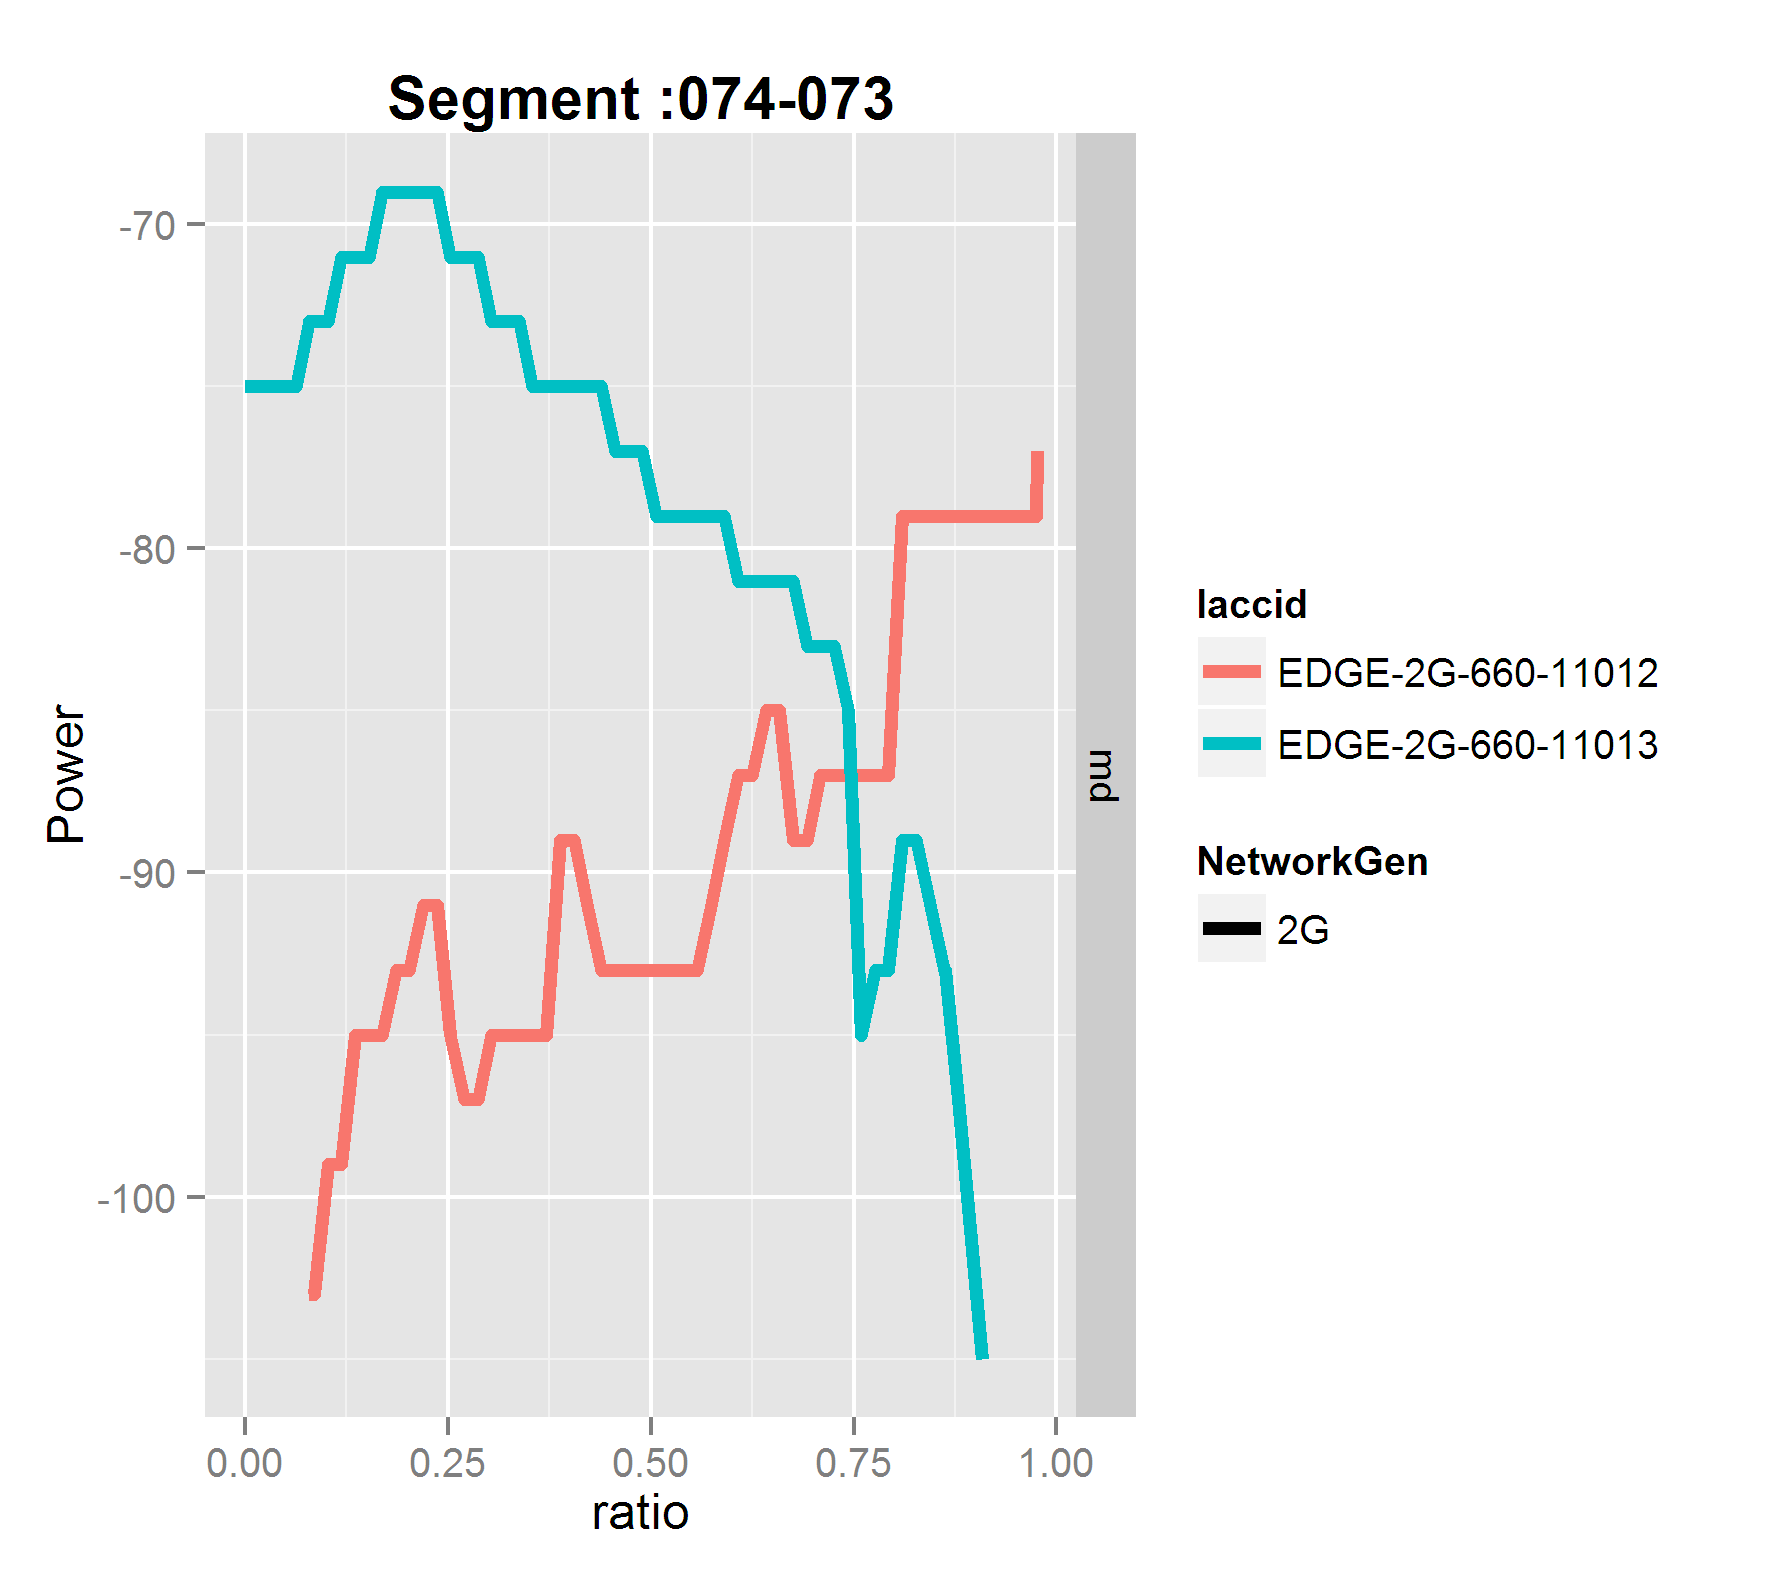 Segment :074-073
Power
-70
-80
-90
-100
0.00 0.25 0.50 0.75 1.00
ratio
md
laccid
EDGE-2G-660-11012
EDGE-2G-660-11013
NetworkGen
2G